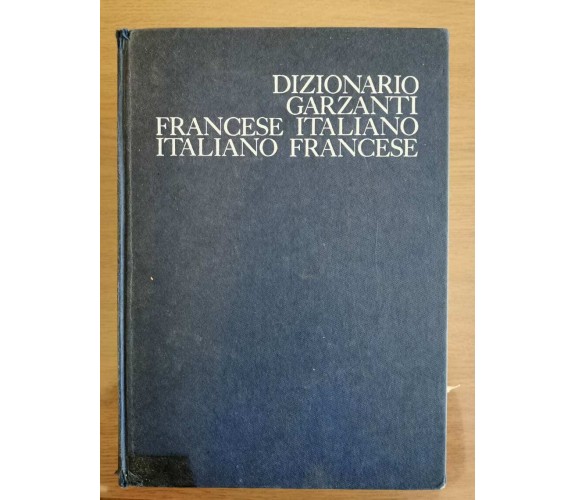 DIZIONARIO
GARZANTI
FRANCESE ITALIANO
ITALIANO FRANCESE